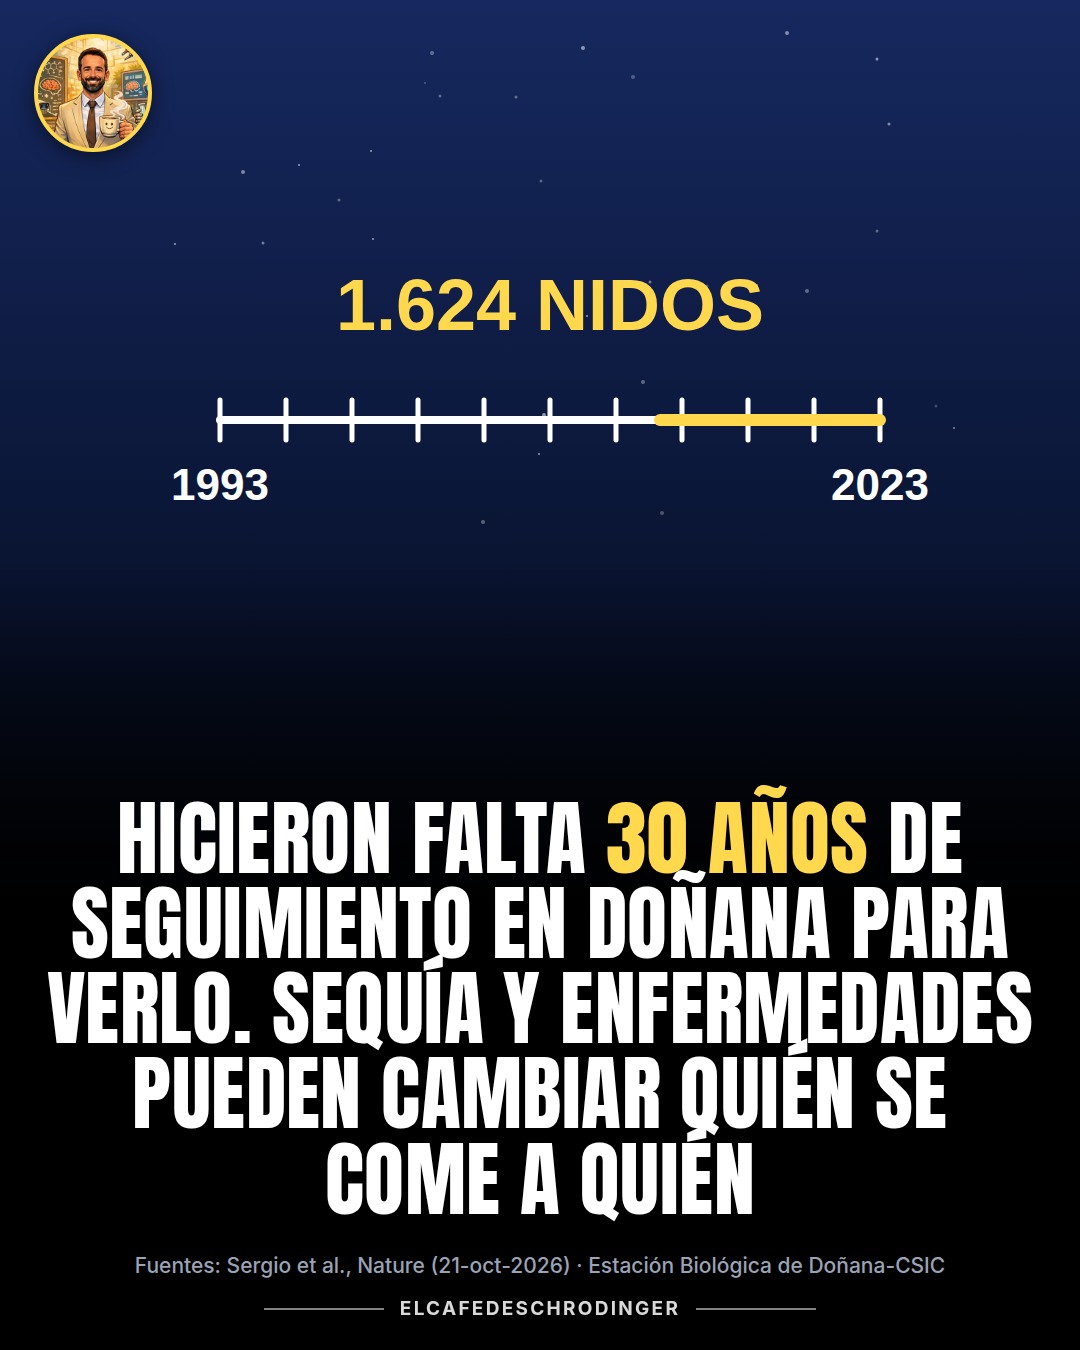 1.624 NIDOS
1993 2023
HICIERON FALTA 30 AÑOS DE
SEGUIMIENTO EN DOÑANA PARA
VERLO. SEQUÍA Y ENFERMEDADES
PUEDEN CAMBIAR QUIÉN SE
COME A QUIÉN
Fuentes: Sergio et al., Nature (21-oct-2026) · Estación Biológica de Doñana-CSIC
ELCAFEDESCHRODINGER